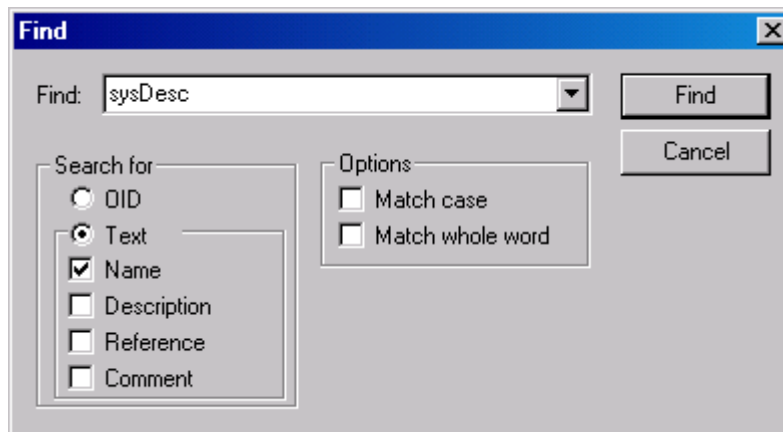 Find
Find: sysDesc
Find
Cancel
Search for
OID
Text
Name
Description
Reference
Comment
Options
Match case
Match whole word